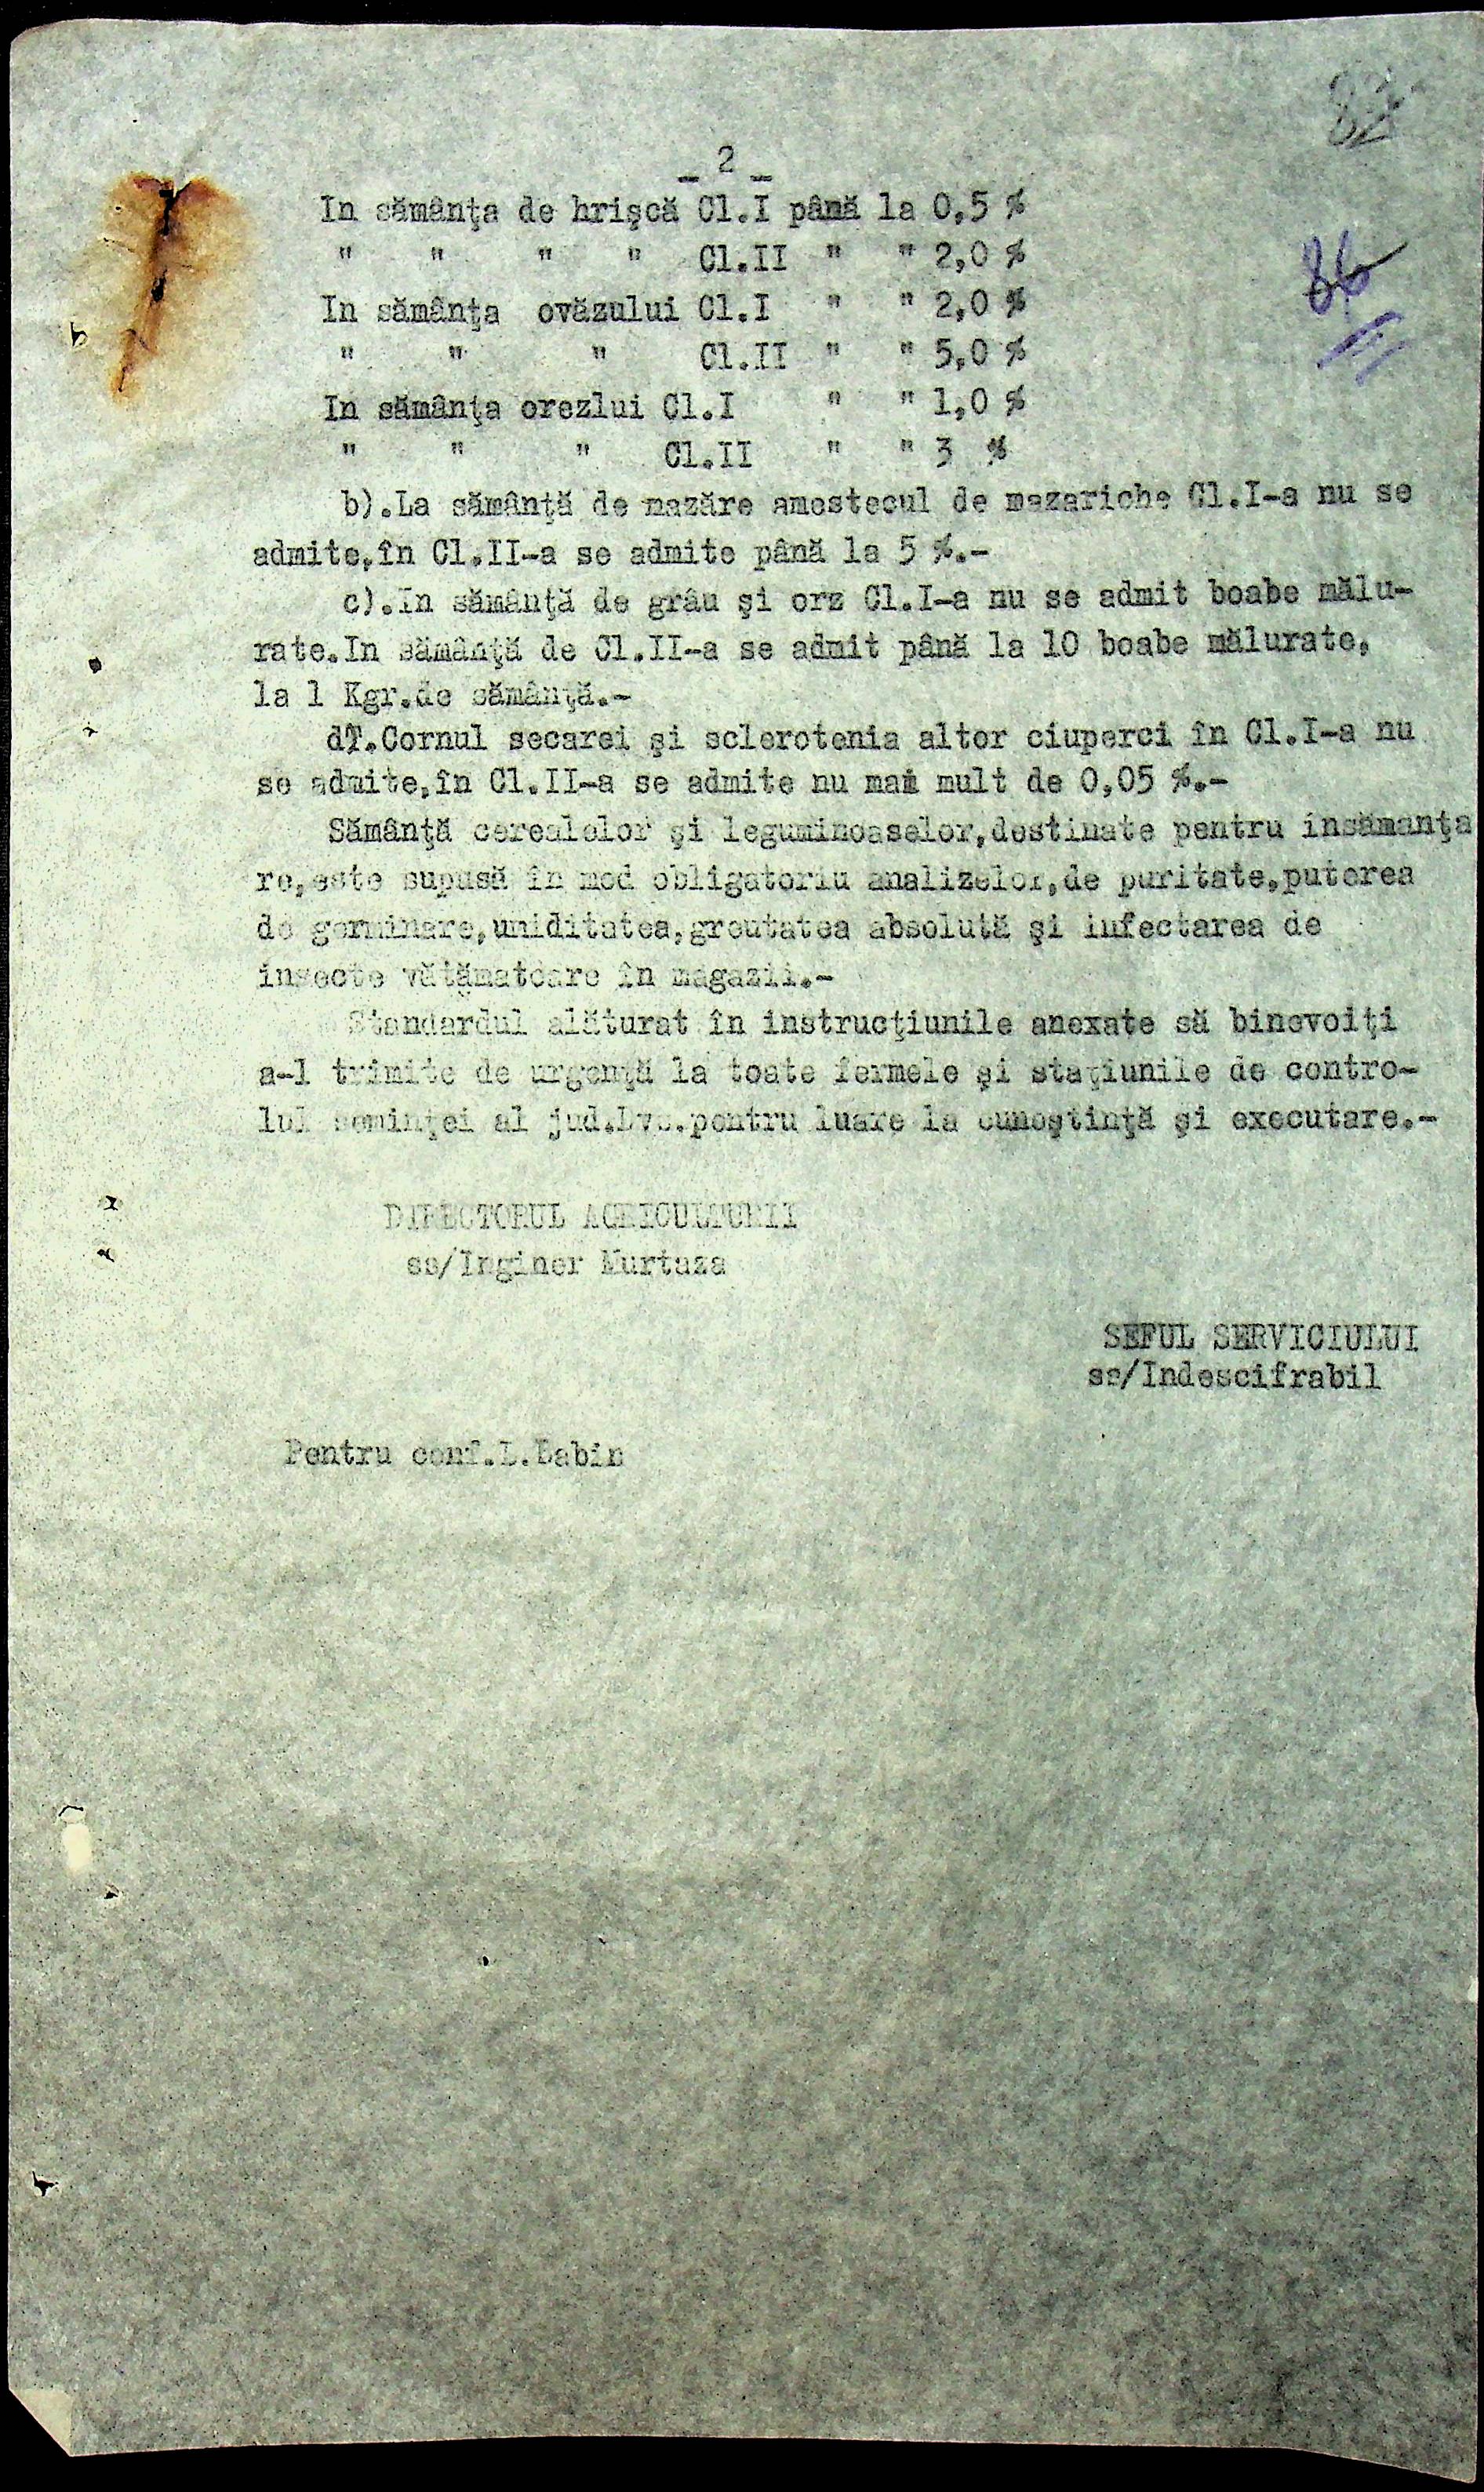 _ 2 _
In sămânţa de hrişcă Cl.I până la 0,5 %
" " " " Cl.II " " 2,0 %
In sămânţa ovăzului Cl.I " " 2,0 %
" " " Cl.II " " 5,0 %
In sămânţa orezlui Cl.I " " 1,0 %
" " " Cl.II " " 3 %
b).La sămânţă de mazăre amestecul de mazariche Cl.I-a nu se
admite,în Cl.II-a se admite până la 5 %.-
c).In sămânţă de grâu şi orz Cl.I-a nu se admit boabe mălu-
rate.In sămânţă de Cl.II-a se admit până la 10 boabe mălurate,
la 1 Kgr.de sămânţă.-
d).Cornul secarei şi sclerotenia altor ciuperci în Cl.I-a nu
se admite,în Cl.II-a se admite nu mai mult de 0,05 %.-
Sămânţă cerealelor şi leguminoaselor,destinate pentru însămanţa
re,este supusă în mod obligatoriu analizelor,de puritate,puterea
de germinare,umiditatea,greutatea absolută şi infectarea de
insecte vătămatoare în magazii.-
Standardul alăturat în instrucţiunile anexate să binevoiţi
a-l trimite de urgenţă la toate fermele şi staţiunile de contro-
lul seminţei al jud.Dvs.pentru luare la cunoştinţă şi executare.-
DIRECTORUL AGRICULTURII
ss/Inginer Murtaza
SEFUL SERVICIULUI
ss/Indescifrabil
Pentru conf.L.Babin
86